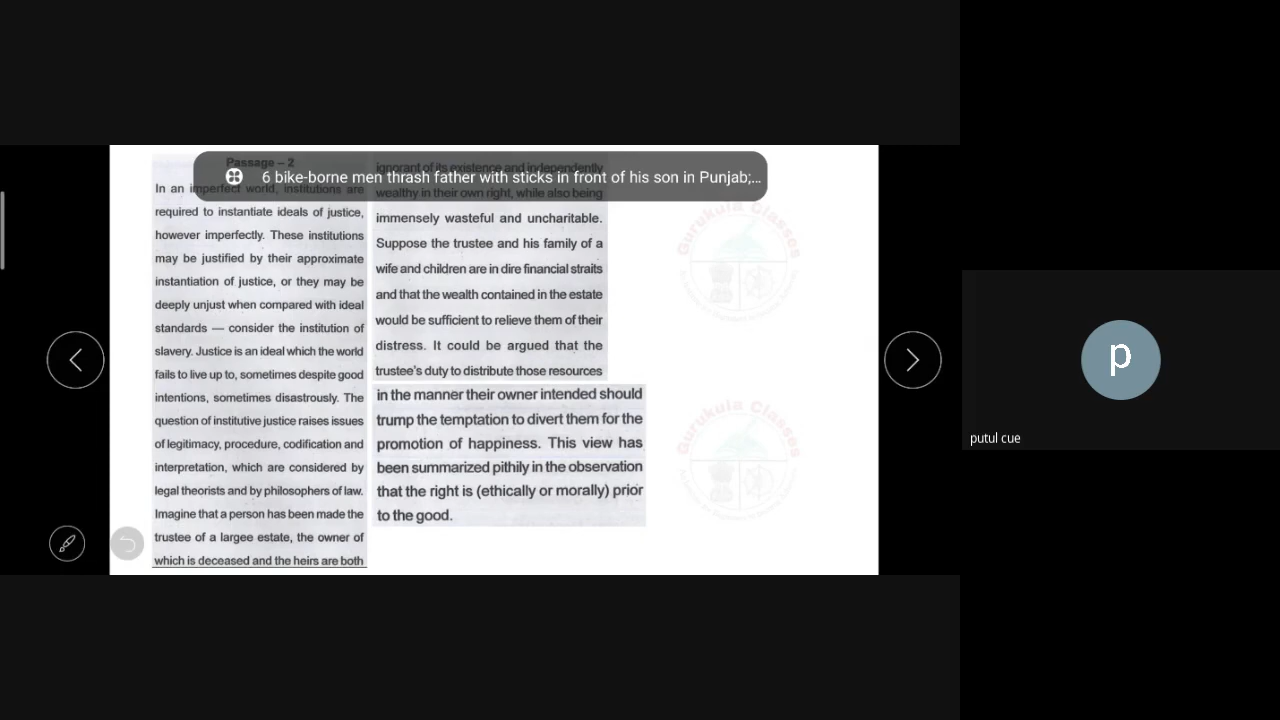 Passage – 2
In an imperfect world, institutions are
required to instantiate ideals of justice,
however imperfectly. These institutions
may be justified by their approximate
instantiation of justice, or they may be
deeply unjust when compared with ideal
standards — consider the institution of
slavery. Justice is an ideal which the world
fails to live up to, sometimes despite good
intentions, sometimes disastrously. The
question of institutive justice raises issues
of legitimacy, procedure, codification and
interpretation, which are considered by
legal theorists and by philosophers of law.
Imagine that a person has been made the
trustee of a largee estate, the owner of
which is deceased and the heirs are both
ignorant of its existence and independently
wealthy in their own right, while also being
immensely wasteful and uncharitable.
Suppose the trustee and his family of a
wife and children are in dire financial straits
and that the wealth contained in the estate
would be sufficient to relieve them of their
distress. It could be argued that the
trustee's duty to distribute those resources
in the manner their owner intended should
trump the temptation to divert them for the
promotion of happiness. This view has
been summarized pithily in the observation
that the right is (ethically or morally) prior
to the good.
6 bike-borne men thrash father with sticks in front of his son in Punjab;...
Gurukula Classes
Gurukula Classes
p
putul cue